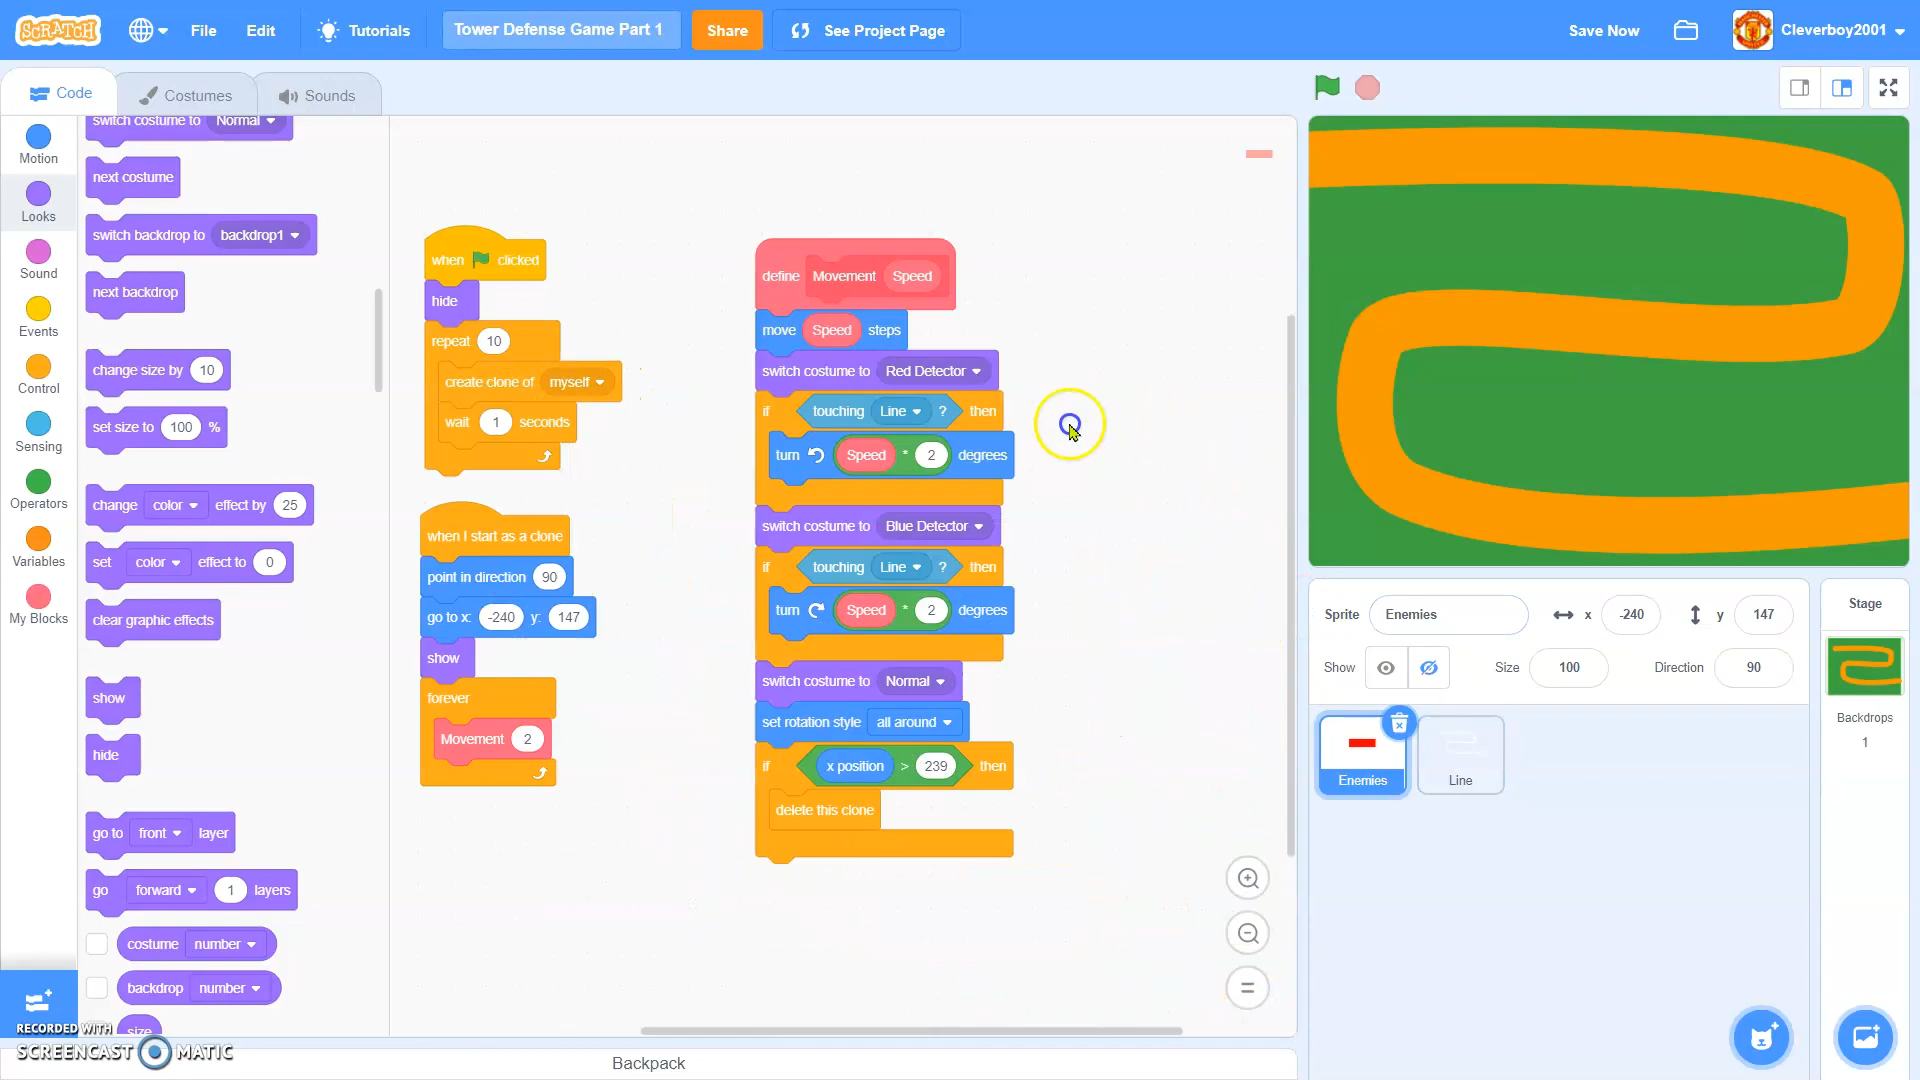 SCRATCH File Edit Tutorials Tower Defense Game Part 1 Share See Project Page Save Now Cleverboy2001
Code Costumes Sounds
Motion
Looks
Sound
Events
Control
Sensing
Operators
Variables
My Blocks
switch costume to Normal
next costume
switch backdrop to backdrop1
next backdrop
change size by 10
set size to 100 %
change color effect by 25
set color effect to 0
clear graphic effects
show
hide
go to front layer
go forward 1 layers
costume number
backdrop number
size
when clicked
hide
repeat 10
create clone of myself
wait 1 seconds
when I start as a clone
point in direction 90
go to x: -240 y: 147
show
forever
Movement 2
define Movement Speed
move Speed steps
switch costume to Red Detector
if touching Line ? then
turn Speed * 2 degrees
switch costume to Blue Detector
if touching Line ? then
turn Speed * 2 degrees
switch costume to Normal
set rotation style all around
if x position > 239 then
delete this clone
Sprite Enemies x -240 y 147
Show Size 100 Direction 90
Enemies
Line
Stage
Backdrops
1
Backpack
RECORDED WITH
SCREENCAST MATIC